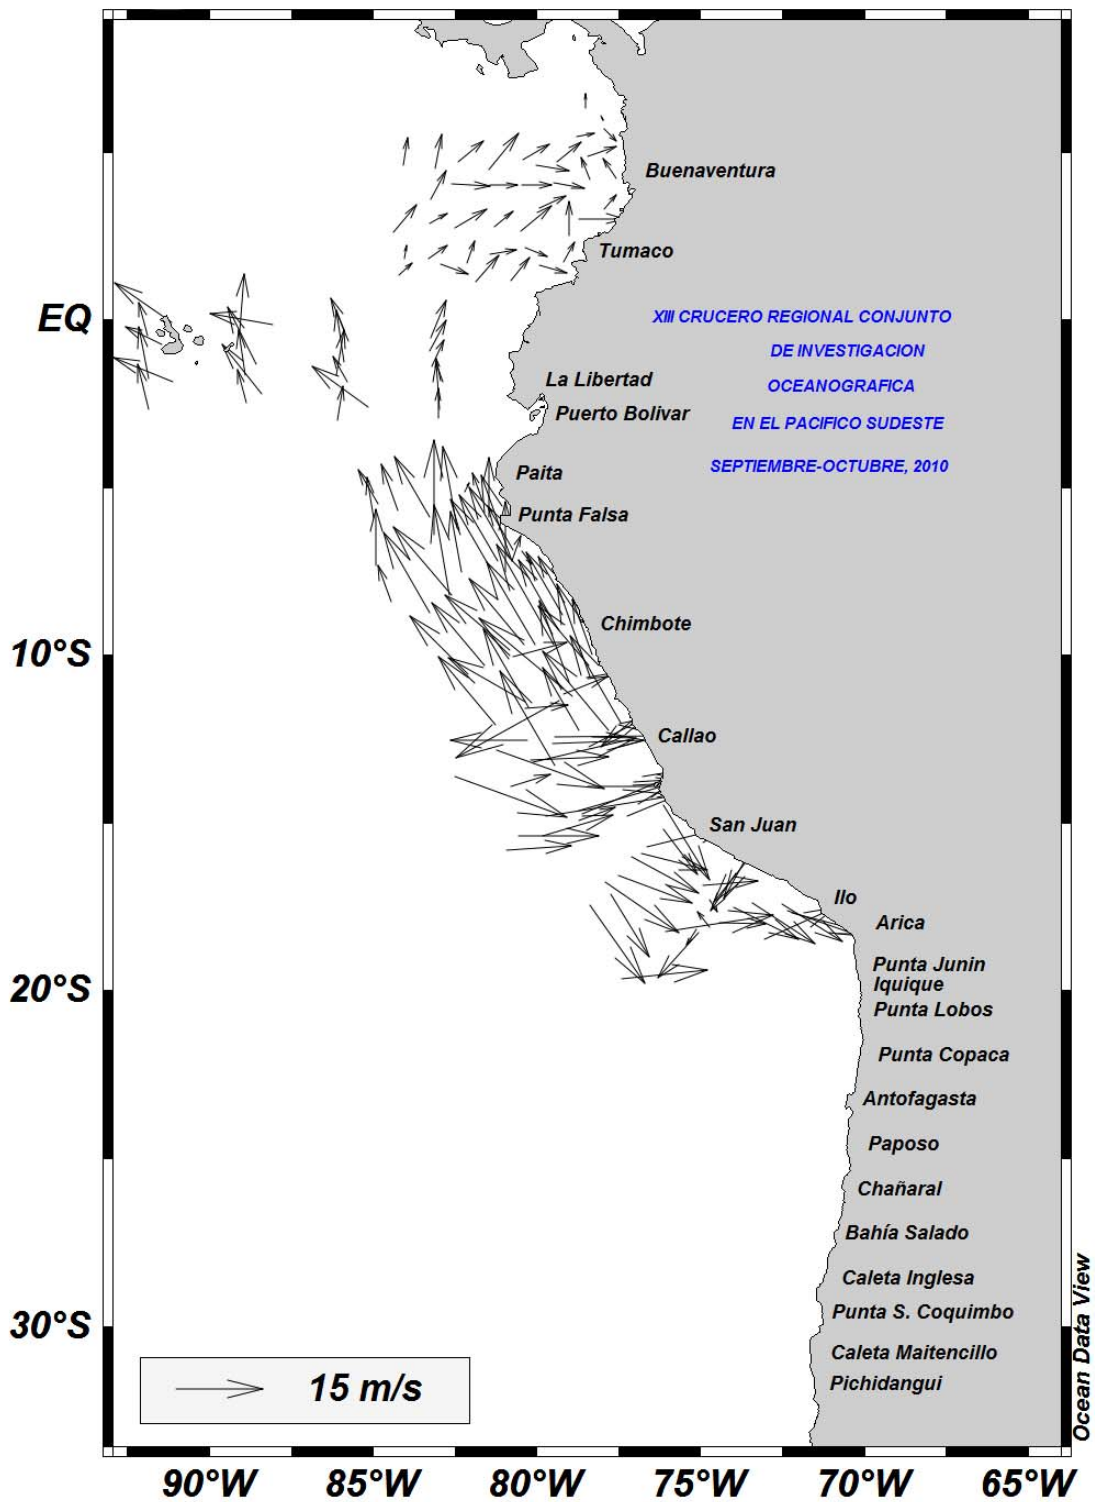 Buenaventura
Tumaco
EQ
XIII CRUCERO REGIONAL CONJUNTO
DE INVESTIGACION
OCEANOGRAFICA
EN EL PACIFICO SUDESTE
SEPTIEMBRE-OCTUBRE, 2010
La Libertad
Puerto Bolivar
Paita
Punta Falsa
Chimbote
10°S
Callao
San Juan
Ilo
Arica
Punta Junin
Iquique
20°S
Punta Lobos
Punta Copaca
Antofagasta
Paposo
Chañaral
Bahía Salado
Caleta Inglesa
Punta S. Coquimbo
30°S
Caleta Maitencillo
Pichidangui
15 m/s
Ocean Data View
90°W 85°W 80°W 75°W 70°W 65°W